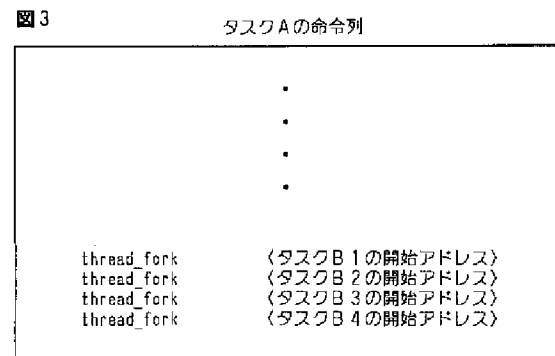 図3
タスクAの命令列
・
・
・
・
thread_fork 〈タスクB1の開始アドレス〉
thread_fork 〈タスクB2の開始アドレス〉
thread_fork 〈タスクB3の開始アドレス〉
thread_fork 〈タスクB4の開始アドレス〉